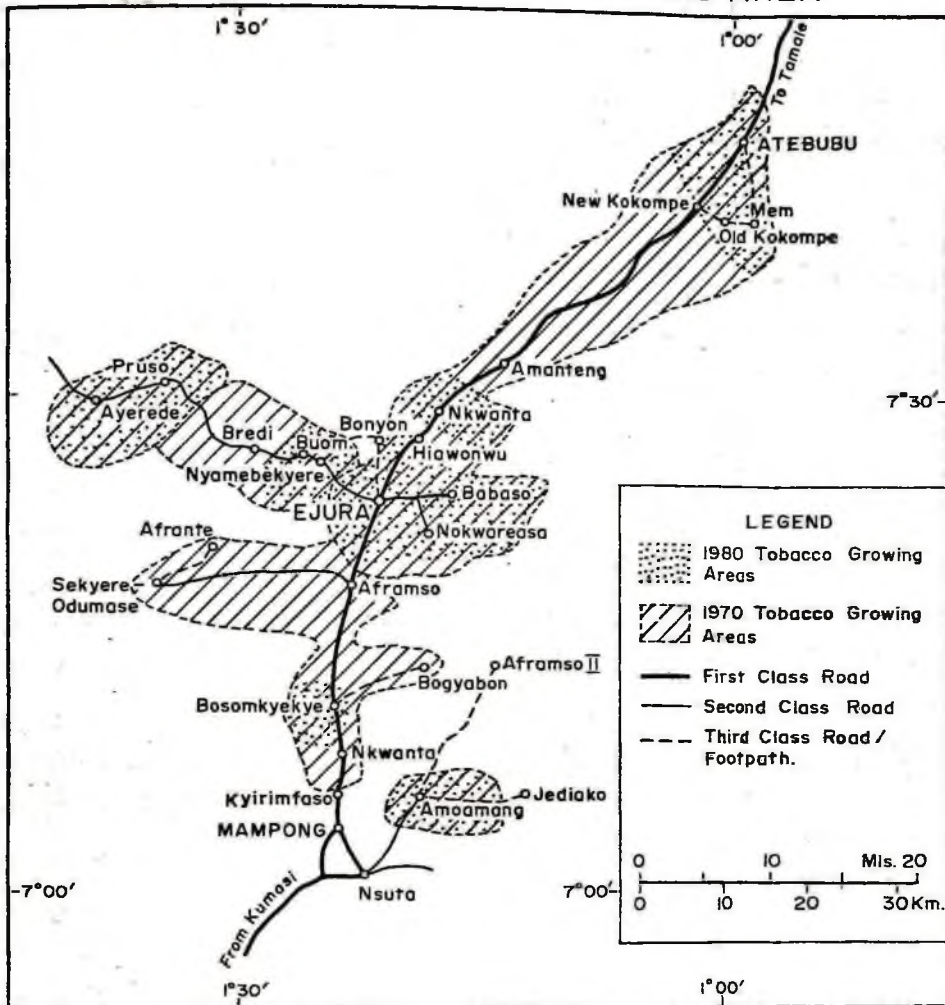 1°30′
1°00′
To Tamale
ATEBUBU
New Kokompe
Mem
Old Kokompe
Amanteng
Pruso
7°30′
Ayerede
Nkwanta
Bredi
Buom
Bonyon
Hiawonwu
Nyamebekyere
Babaso
EJURA
Nokwareasa
Afrante
Sekyere
Odumase
Aframso
Aframso II
Bogyabon
Bosomkyekye
Nkwanta
Kyirimfaso
Jediako
Amoamang
MAMPONG
7°00′
7°00′
Nsuta
From Kumasi
1°30′
1°00′
LEGEND
1980 Tobacco Growing
Areas
1970 Tobacco Growing
Areas
First Class Road
Second Class Road
Third Class Road/
Footpath.
0 10 Mls. 20
0 10 20 30 Km.